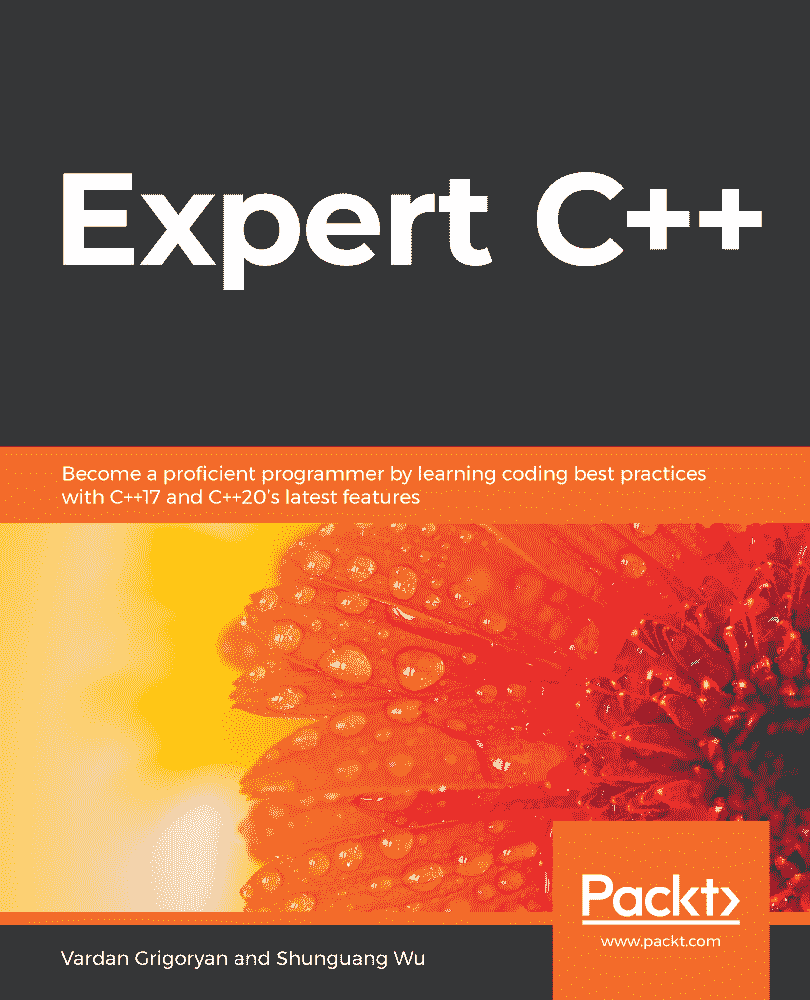 Expert C++
Become a proficient programmer by learning coding best practices
with C++17 and C++20's latest features
Packt>
www.packt.com
Vardan Grigoryan and Shunguang Wu